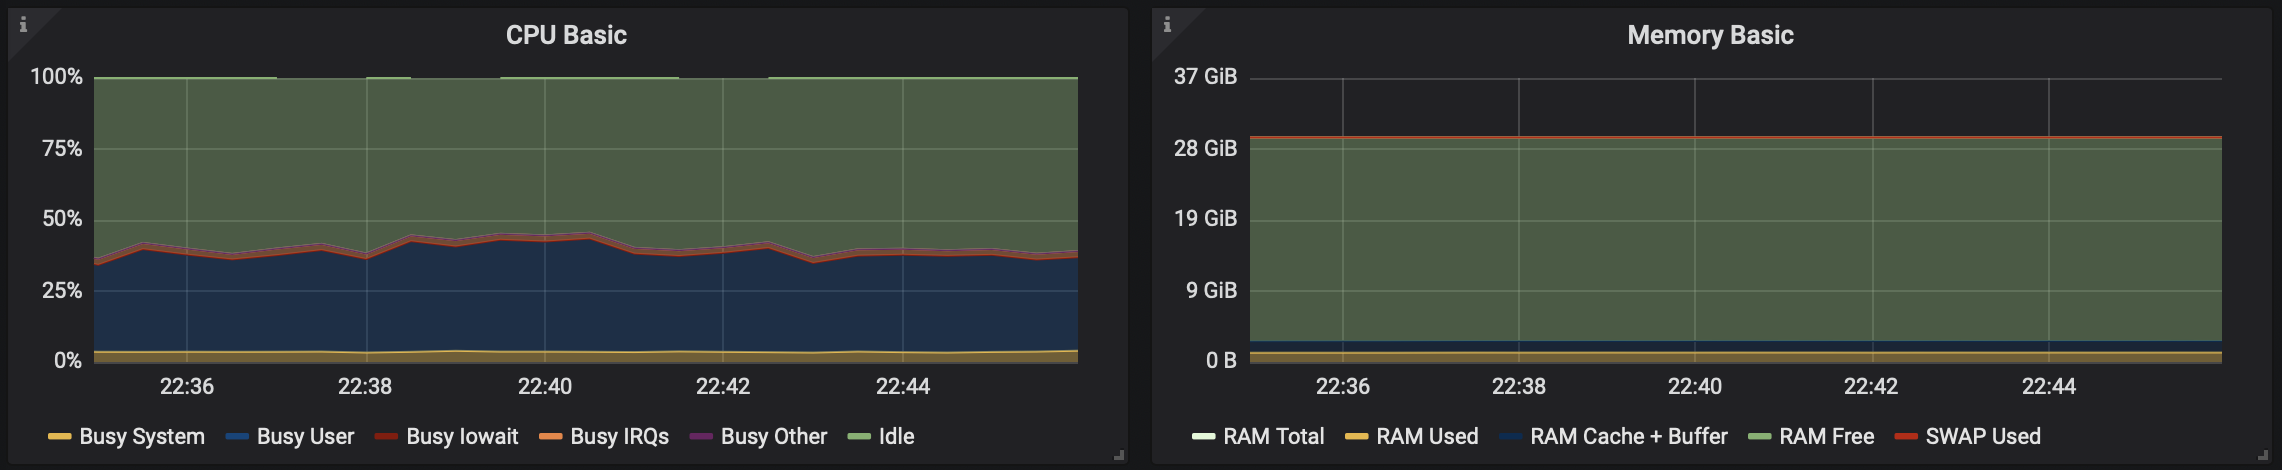 CPU Basic
100%
75%
50%
25%
0%
22:36 22:38 22:40 22:42 22:44
Busy System Busy User Busy Iowait Busy IRQs Busy Other Idle
Memory Basic
37 GiB
28 GiB
19 GiB
9 GiB
0 B
22:36 22:38 22:40 22:42 22:44
RAM Total RAM Used RAM Cache + Buffer RAM Free SWAP Used